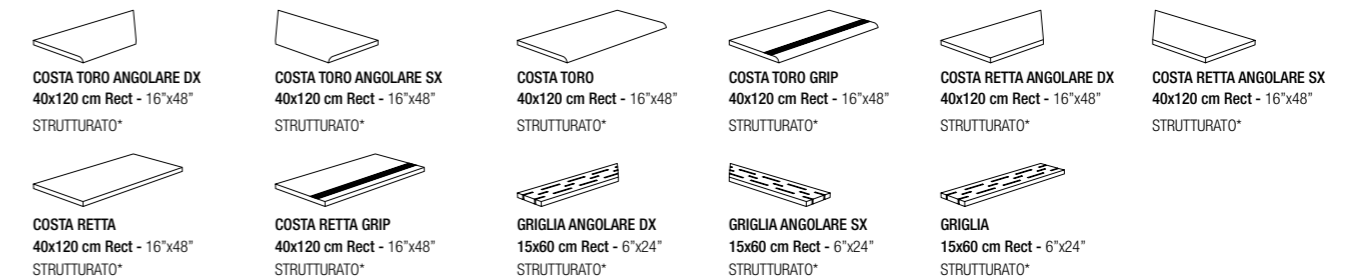 COSTA TORO ANGOLARE DX
40x120 cm Rect - 16”x48”
STRUTTURATO*
COSTA TORO ANGOLARE SX
40x120 cm Rect - 16”x48”
STRUTTURATO*
COSTA TORO
40x120 cm Rect - 16”x48”
STRUTTURATO*
COSTA TORO GRIP
40x120 cm Rect - 16”x48”
STRUTTURATO*
COSTA RETTA ANGOLARE DX
40x120 cm Rect - 16”x48”
STRUTTURATO*
COSTA RETTA ANGOLARE SX
40x120 cm Rect - 16”x48”
STRUTTURATO*
COSTA RETTA
40x120 cm Rect - 16”x48”
STRUTTURATO*
COSTA RETTA GRIP
40x120 cm Rect - 16”x48”
STRUTTURATO*
GRIGLIA ANGOLARE DX
15x60 cm Rect - 6”x24”
STRUTTURATO*
GRIGLIA ANGOLARE SX
15x60 cm Rect - 6”x24”
STRUTTURATO*
GRIGLIA
15x60 cm Rect - 6”x24”
STRUTTURATO*